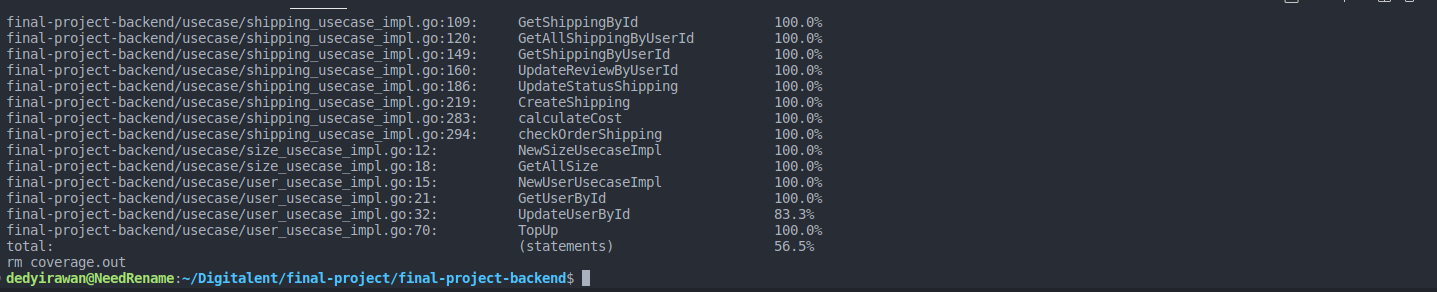 final-project-backend/usecase/shipping_usecase_impl.go:109: GetShippingById 100.0%
final-project-backend/usecase/shipping_usecase_impl.go:120: GetAllShippingByUserId 100.0%
final-project-backend/usecase/shipping_usecase_impl.go:149: GetShippingByUserId 100.0%
final-project-backend/usecase/shipping_usecase_impl.go:160: UpdateReviewByUserId 100.0%
final-project-backend/usecase/shipping_usecase_impl.go:186: UpdateStatusShipping 100.0%
final-project-backend/usecase/shipping_usecase_impl.go:219: CreateShipping 100.0%
final-project-backend/usecase/shipping_usecase_impl.go:283: calculateCost 100.0%
final-project-backend/usecase/shipping_usecase_impl.go:294: checkOrderShipping 100.0%
final-project-backend/usecase/size_usecase_impl.go:12: NewSizeUsecaseImpl 100.0%
final-project-backend/usecase/size_usecase_impl.go:18: GetAllSize 100.0%
final-project-backend/usecase/user_usecase_impl.go:15: NewUserUsecaseImpl 100.0%
final-project-backend/usecase/user_usecase_impl.go:21: GetUserById 100.0%
final-project-backend/usecase/user_usecase_impl.go:32: UpdateUserById 83.3%
final-project-backend/usecase/user_usecase_impl.go:70: TopUp 100.0%
total: (statements) 56.5%
rm coverage.out
dedyirawan@NeedRename:~/Digitalent/final-project/final-project-backend$